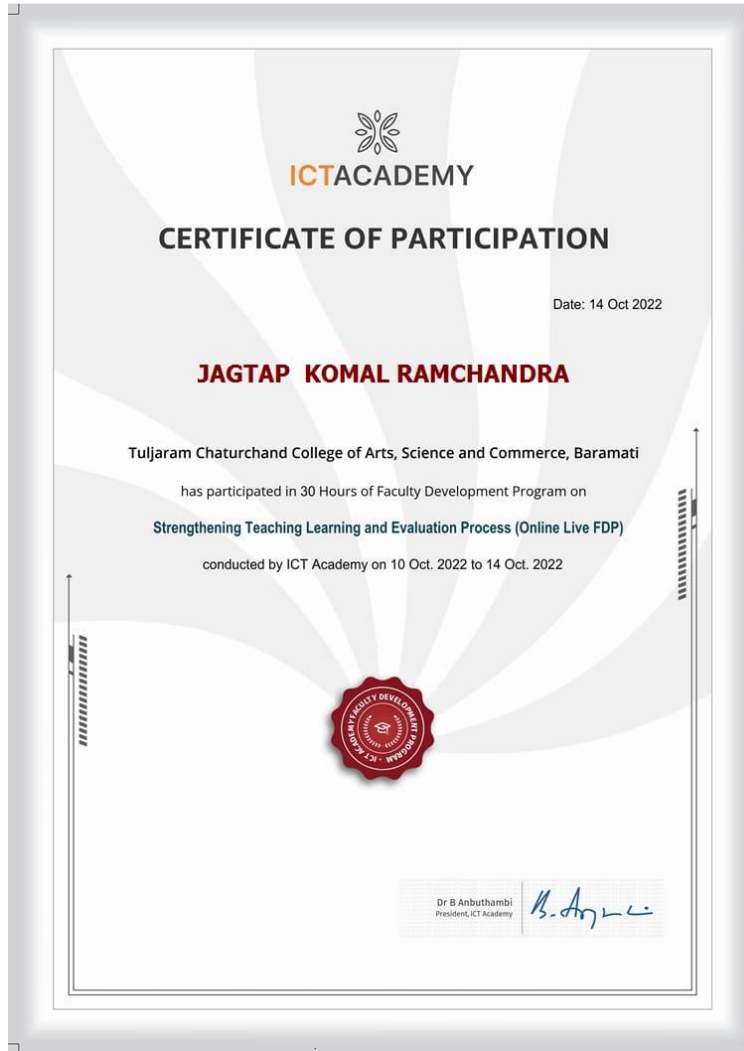 ICTACADEMY
CERTIFICATE OF PARTICIPATION
Date: 14 Oct 2022
JAGTAP KOMAL RAMCHANDRA
Tuljaram Chaturchand College of Arts, Science and Commerce, Baramati
has participated in 30 Hours of Faculty Development Program on
Strengthening Teaching Learning and Evaluation Process (Online Live FDP)
conducted by ICT Academy on 10 Oct. 2022 to 14 Oct. 2022
FACULTY DEVELOPMENT PROGRAM
ICT ACADEMY
Dr B Anbuthambi
President, ICT Academy